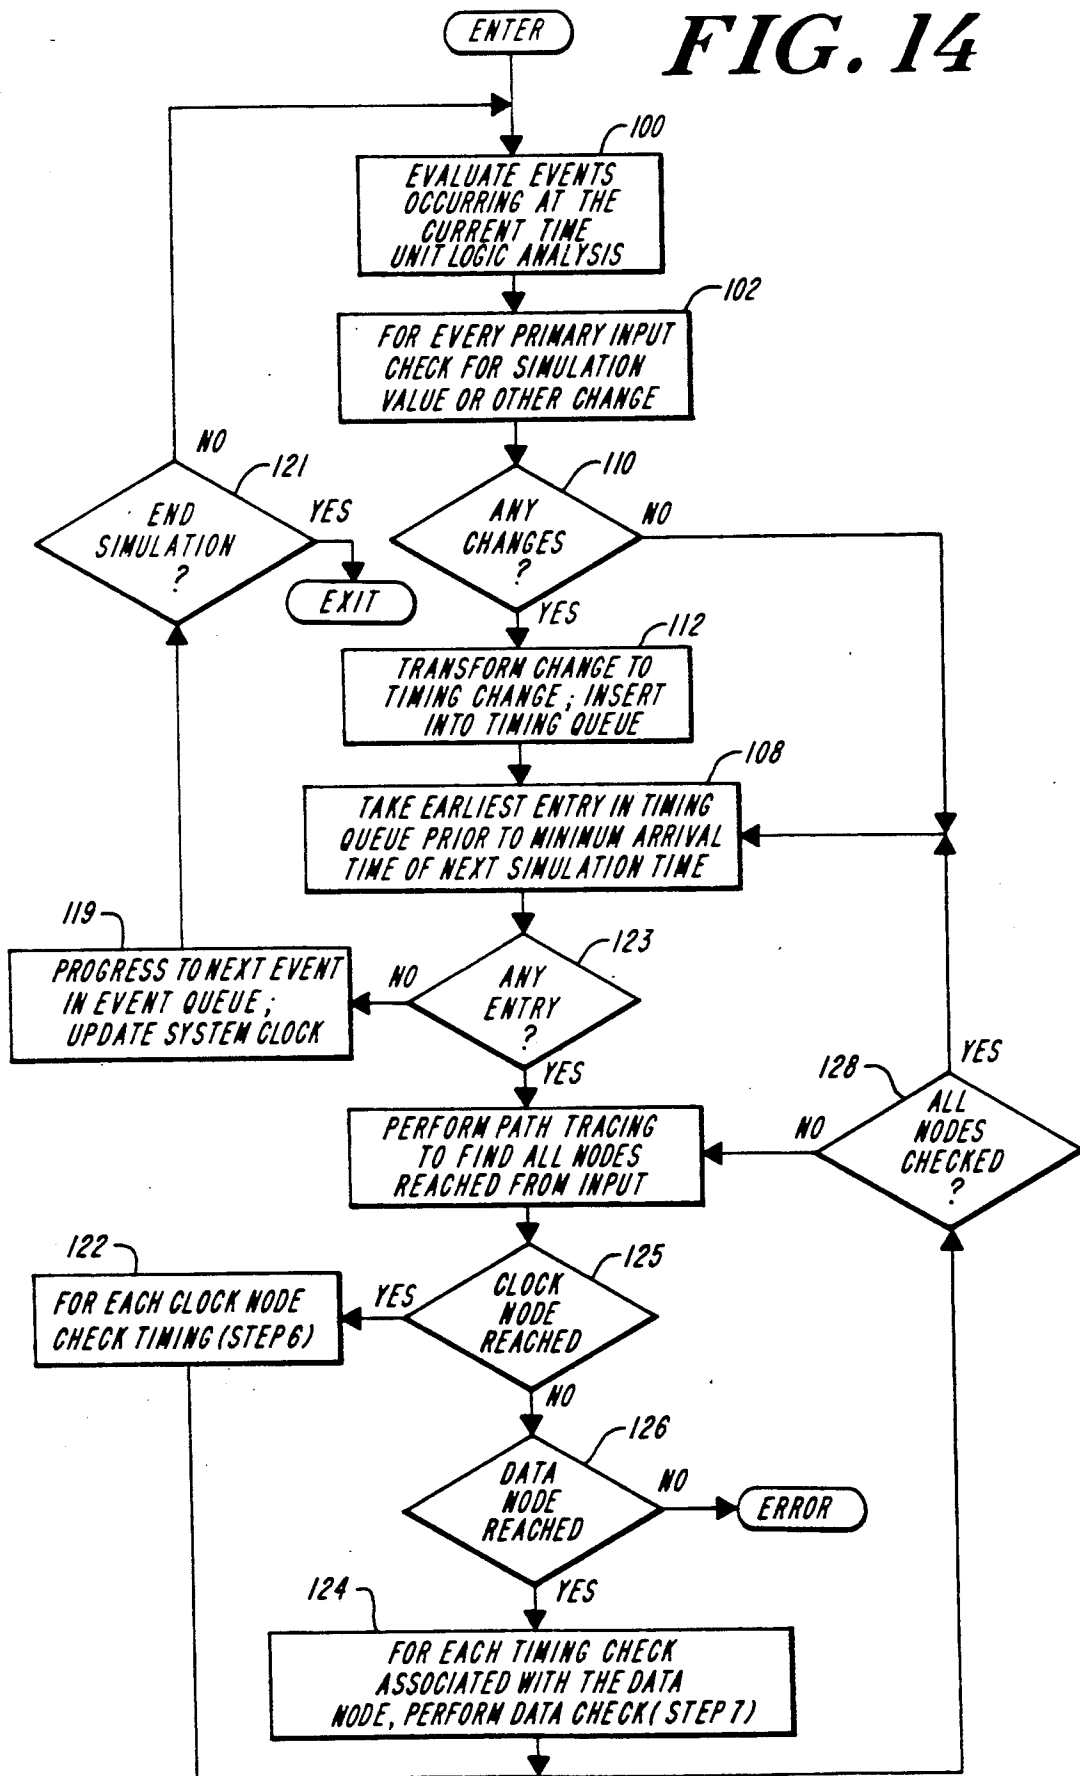 ENTER
FIG. 14
100
EVALUATE EVENTS
OCCURRING AT THE
CURRENT TIME
UNIT LOGIC ANALYSIS
102
FOR EVERY PRIMARY INPUT
CHECK FOR SIMULATION
VALUE OR OTHER CHANGE
NO
121
END
SIMULATION
?
YES
EXIT
110
ANY
CHANGES
?
NO
YES
112
TRANSFORM CHANGE TO
TIMING CHANGE; INSERT
INTO TIMING QUEUE
108
TAKE EARLIEST ENTRY IN TIMING
QUEUE PRIOR TO MINIMUM ARRIVAL
TIME OF NEXT SIMULATION TIME
119
PROGRESS TO NEXT EVENT
IN EVENT QUEUE;
UPDATE SYSTEM CLOCK
NO
123
ANY
ENTRY
?
YES
PERFORM PATH TRACING
TO FIND ALL NODES
REACHED FROM INPUT
NO
128
YES
ALL
NODES
CHECKED
?
122
FOR EACH CLOCK NODE
CHECK TIMING (STEP 6)
YES
125
CLOCK
NODE
REACHED
NO
126
DATA
NODE
REACHED
NO
ERROR
YES
124
FOR EACH TIMING CHECK
ASSOCIATED WITH THE DATA
NODE, PERFORM DATA CHECK (STEP 7)